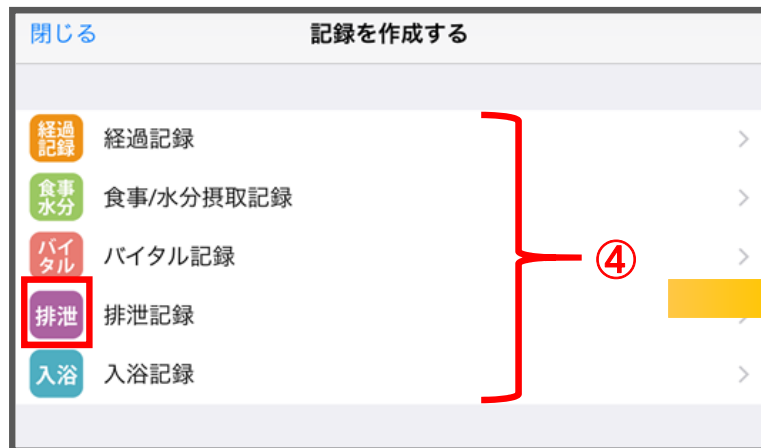 閉じる 記録を作成する
経過
記録 経過記録
食事
水分 食事/水分摂取記録
バイ
タル バイタル記録
④
排泄 排泄記録
入浴 入浴記録